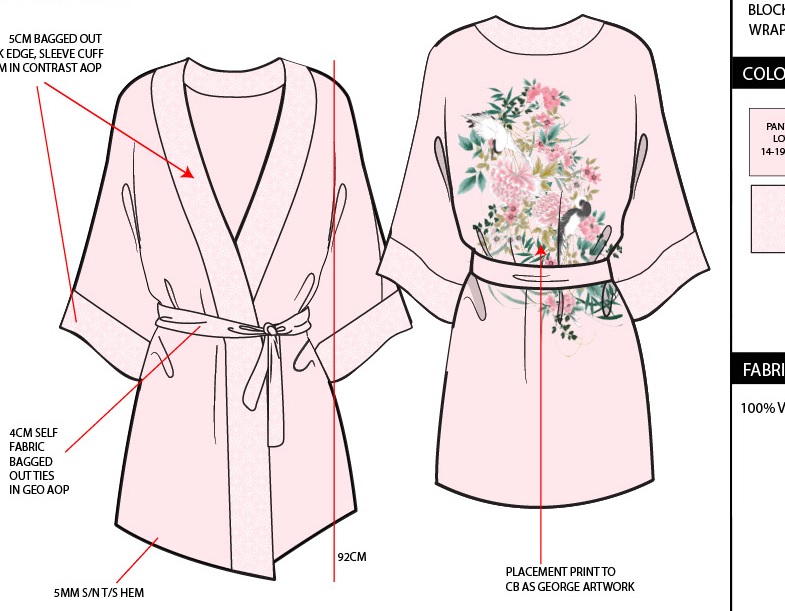 5CM BAGGED OUT
EDGE, SLEEVE CUFF
IN CONTRAST AOP
4CM SELF
FABRIC
BAGGED
OUT TIES
IN GEO AOP
5MM S/N T/S HEM
92CM
PLACEMENT PRINT TO
CB AS GEORGE ARTWORK
BLOCK
WRAP
COLO
PAN
LO
14-19
FABRI
100% V